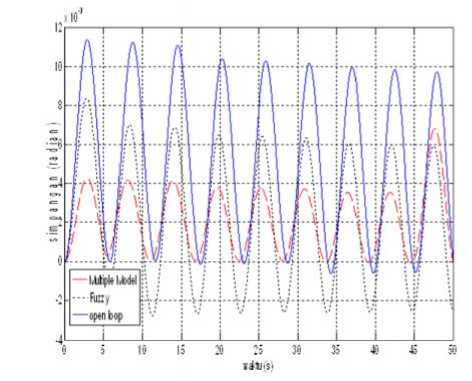 x 10⁻³
12
10
8
6
4
2
0
-2
-4
simpangan (radian)
Multiple Model
Fuzzy
open loop
0 5 10 15 20 25 30 35 40 45 50
waktu(s)